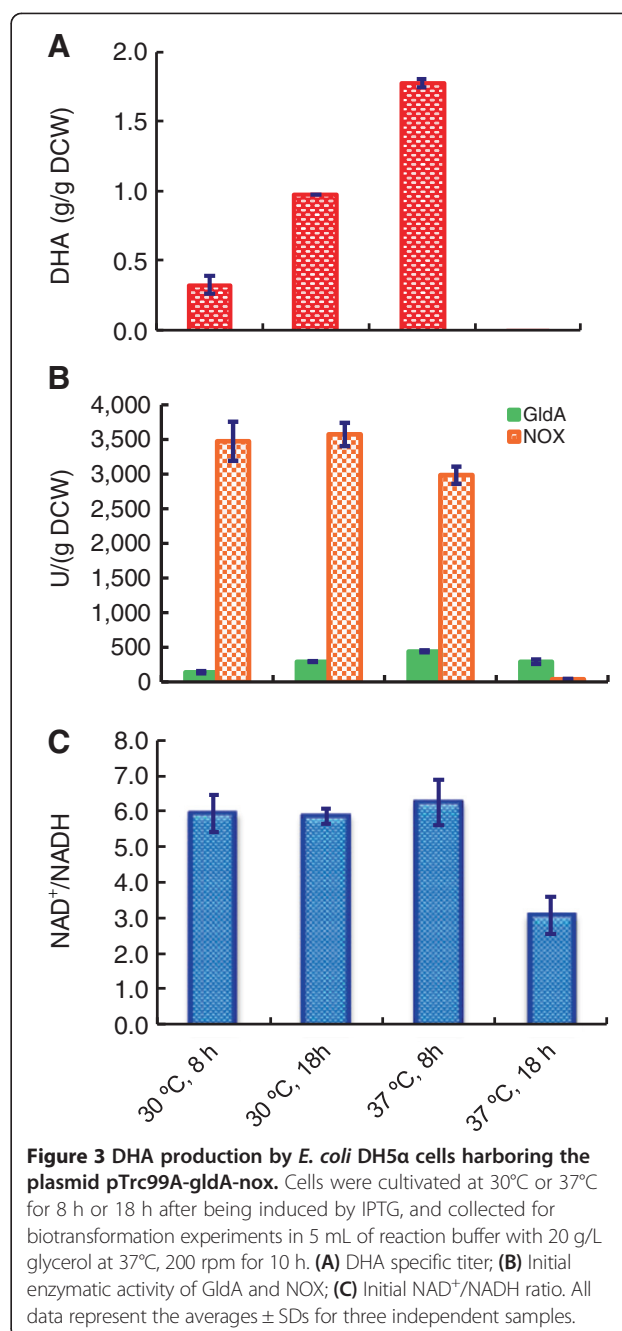 A
2.0
1.5
1.0
0.5
0.0
DHA (g/g DCW)
B
4,000
3,500
3,000
2,500
2,000
1,500
1,000
500
0
U/(g DCW)
GldA
NOX
C
8.0
7.0
6.0
5.0
4.0
3.0
2.0
1.0
0.0
NAD⁺/NADH
30 ºC, 8 h
30 ºC, 18h
37 ºC, 8h
37 ºC, 18 h
Figure 3 DHA production by E. coli DH5α cells harboring the
plasmid pTrc99A-gldA-nox. Cells were cultivated at 30°C or 37°C
for 8 h or 18 h after being induced by IPTG, and collected for
biotransformation experiments in 5 mL of reaction buffer with 20 g/L
glycerol at 37°C, 200 rpm for 10 h. (A) DHA specific titer; (B) Initial
enzymatic activity of GldA and NOX; (C) Initial NAD⁺/NADH ratio. All
data represent the averages ± SDs for three independent samples.